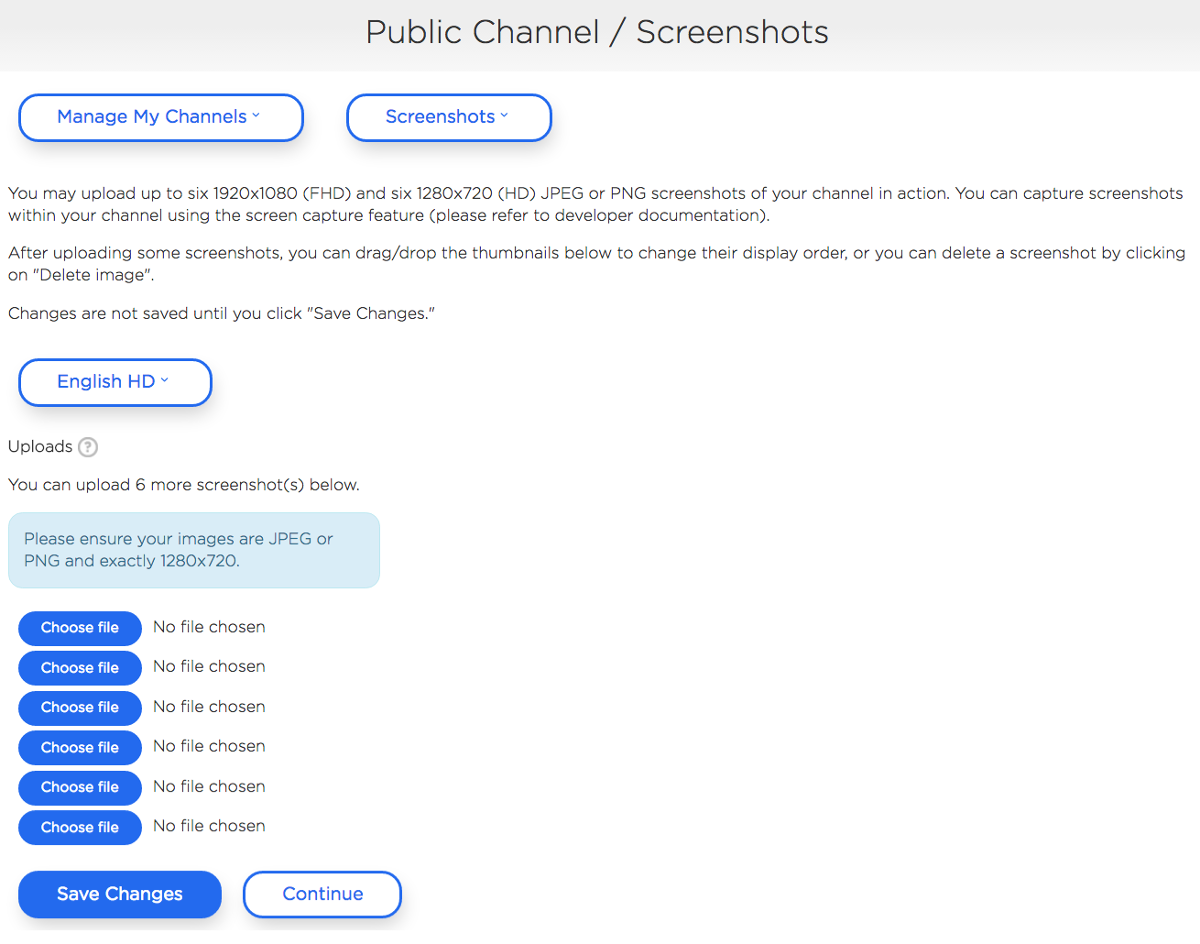 Public Channel / Screenshots
Manage My Channels
Screenshots
You may upload up to six 1920x1080 (FHD) and six 1280x720 (HD) JPEG or PNG screenshots of your channel in action. You can capture screenshots
within your channel using the screen capture feature (please refer to developer documentation).
After uploading some screenshots, you can drag/drop the thumbnails below to change their display order, or you can delete a screenshot by clicking
on "Delete image".
Changes are not saved until you click "Save Changes."
English HD
Uploads ?
You can upload 6 more screenshot(s) below.
Please ensure your images are JPEG or
PNG and exactly 1280x720.
Choose file No file chosen
Choose file No file chosen
Choose file No file chosen
Choose file No file chosen
Choose file No file chosen
Choose file No file chosen
Save Changes
Continue